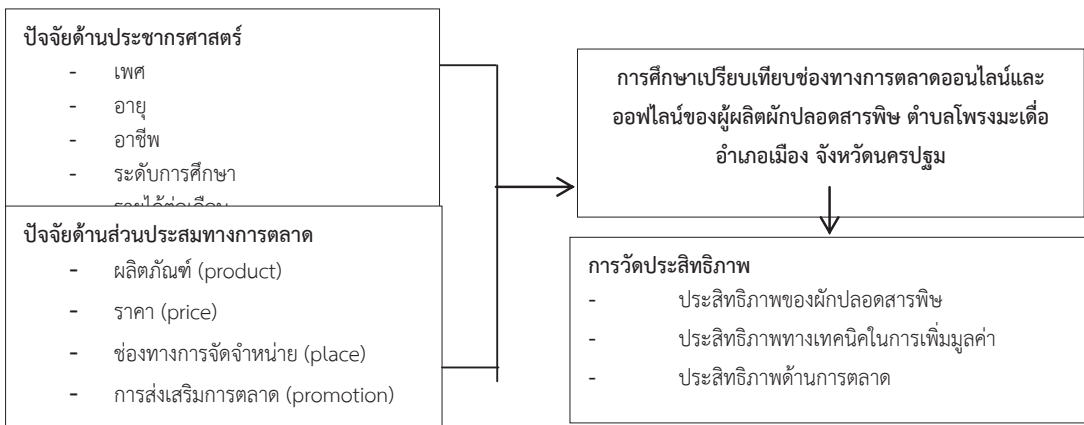 ปัจจัยด้านประชากรศาสตร์
- เพศ
- อายุ
- อาชีพ
- ระดับการศึกษา
ปัจจัยด้านส่วนประสมทางการตลาด
- ผลิตภัณฑ์ (product)
- ราคา (price)
- ช่องทางการจัดจำหน่าย (place)
- การส่งเสริมการตลาด (promotion)
การศึกษาเปรียบเทียบช่องทางการตลาดออนไลน์และ
ออฟไลน์ของผู้ผลิตผักปลอดสารพิษ ตำบลโพรงมะเดื่อ
อำเภอเมือง จังหวัดนครปฐม
การวัดประสิทธิภาพ
- ประสิทธิภาพของผักปลอดสารพิษ
- ประสิทธิภาพทางเทคนิคในการเพิ่มมูลค่า
- ประสิทธิภาพด้านการตลาด